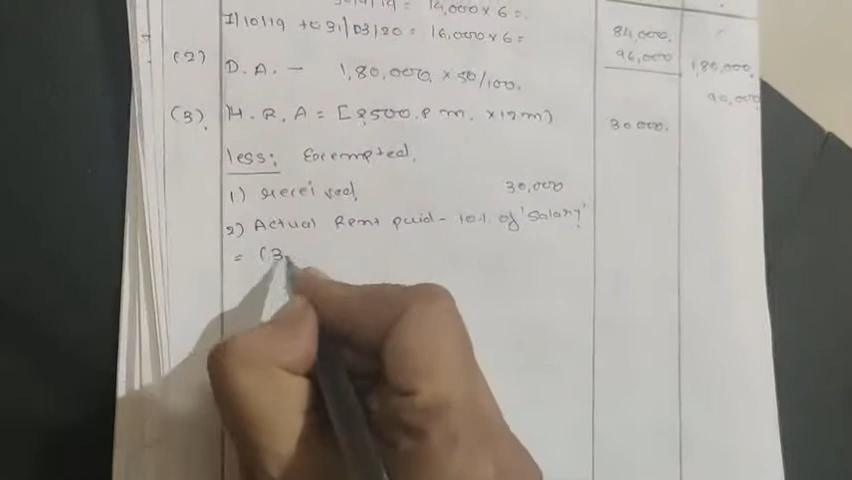 = 14,000 x 6 =.
1/10/19 to 31/03/20 = 16,000 x 6 =
84,000.
96,000
1,80,000.
(2) D.A. - 1,80,000 x 50/100.
90,000
(3). H.R.A = [2500.P m. x 12m)
30 000.
less: Exempted.
1) Received 30,000
2) Actual Rent paid - 10% of 'salary'
= (3